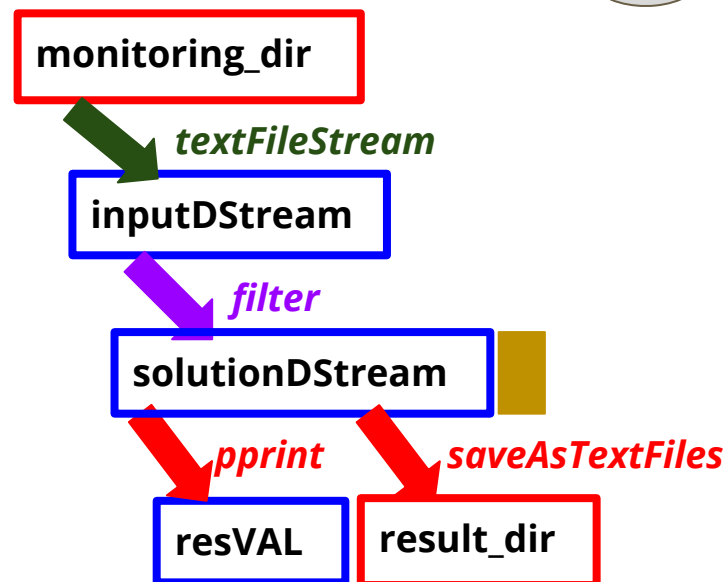 monitoring_dir
textFileStream
inputDStream
filter
solutionDStream
pprint
saveAsTextFiles
resVAL
result_dir